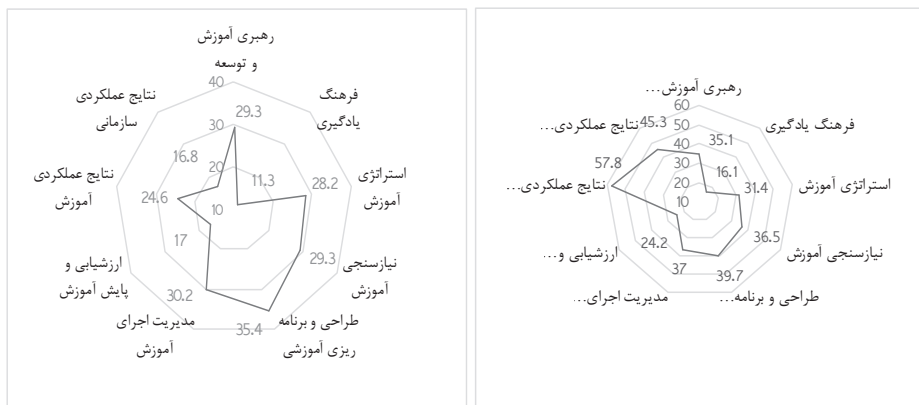 رهبری آموزش
و توسعه
40
30
20
10
29.3
فرهنگ
یادگیری
11.3
استراتژی
آموزش
28.2
نیازسنجی
آموزش
29.3
طراحی و برنامه
ریزی آموزشی
35.4
مدیریت اجرای
آموزش
30.2
ارزشیابی و
پایش آموزش
17
نتایج عملکردی
آموزش
24.6
نتایج عملکردی
سازمانی
16.8
رهبری آموزش...
60
50
40
30
20
10
35.1
فرهنگ یادگیری
16.1
استراتژی آموزش
31.4
نیازسنجی آموزش
36.5
طراحی و برنامه...
39.7
مدیریت اجرای...
37
ارزشیابی و...
24.2
نتایج عملکردی...
57.8
نتایج عملکردی...
45.3